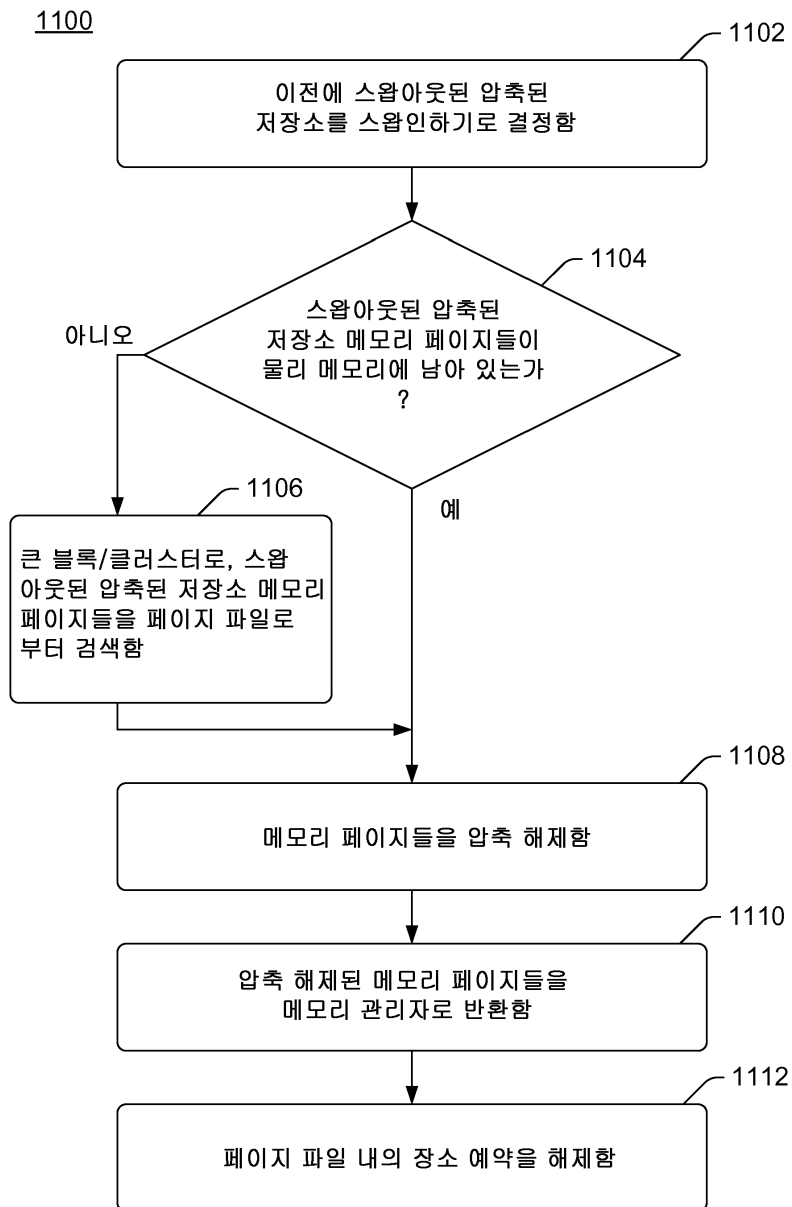 1100
1102
이전에 스왑아웃된 압축된
저장소를 스왑인하기로 결정함
1104
스왑아웃된 압축된
저장소 메모리 페이지들이
물리 메모리에 남아 있는가
?
아니오
예
1106
큰 블록/클러스터로, 스왑
아웃된 압축된 저장소 메모리
페이지들을 페이지 파일로
부터 검색함
1108
메모리 페이지들을 압축 해제함
1110
압축 해제된 메모리 페이지들을
메모리 관리자로 반환함
1112
페이지 파일 내의 장소 예약을 해제함